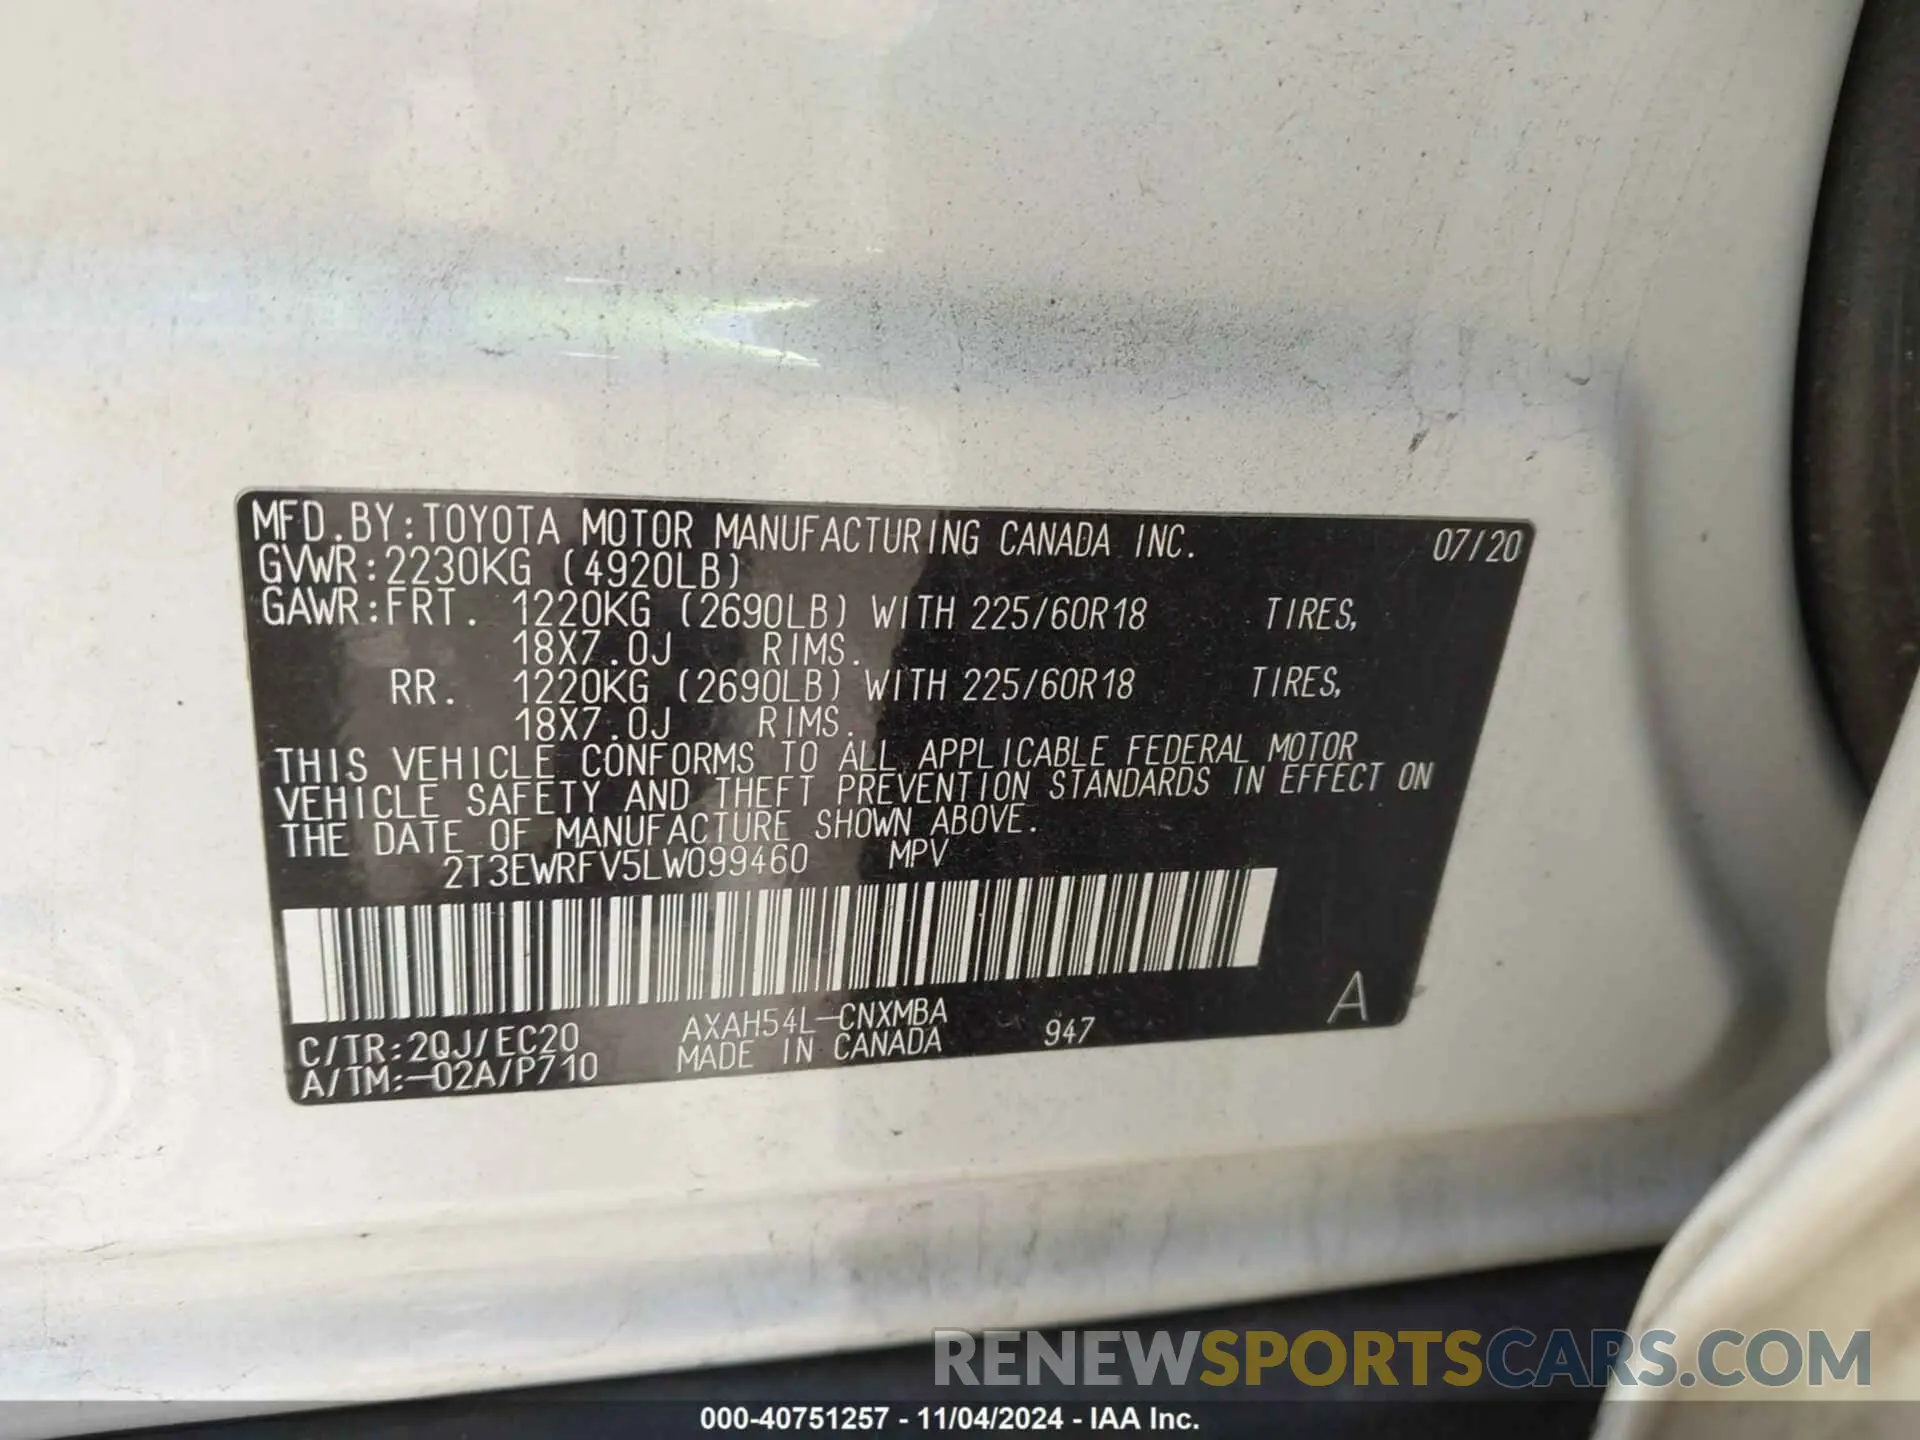 MFD.BY:TOYOTA MOTOR MANUFACTURING CANADA INC. 07/20
GVWR:2230KG (4920LB)
GAWR:FRT. 1220KG (2690LB) WITH 225/60R18 TIRES,
18X7.0J RIMS.
RR. 1220KG (2690LB) WITH 225/60R18 TIRES,
18X7.0J RIMS.
THIS VEHICLE CONFORMS TO ALL APPLICABLE FEDERAL MOTOR
VEHICLE SAFETY AND THEFT PREVENTION STANDARDS IN EFFECT ON
THE DATE OF MANUFACTURE SHOWN ABOVE.
2T3EWRFV5LW099460 MPV
C/TR:2QJ/EC20 AXAH54L-CNXMBA 947 A
A/TM:-02A/P710 MADE IN CANADA
RENEWSPORTSCARS.COM
000-40751257 - 11/04/2024 - IAA Inc.